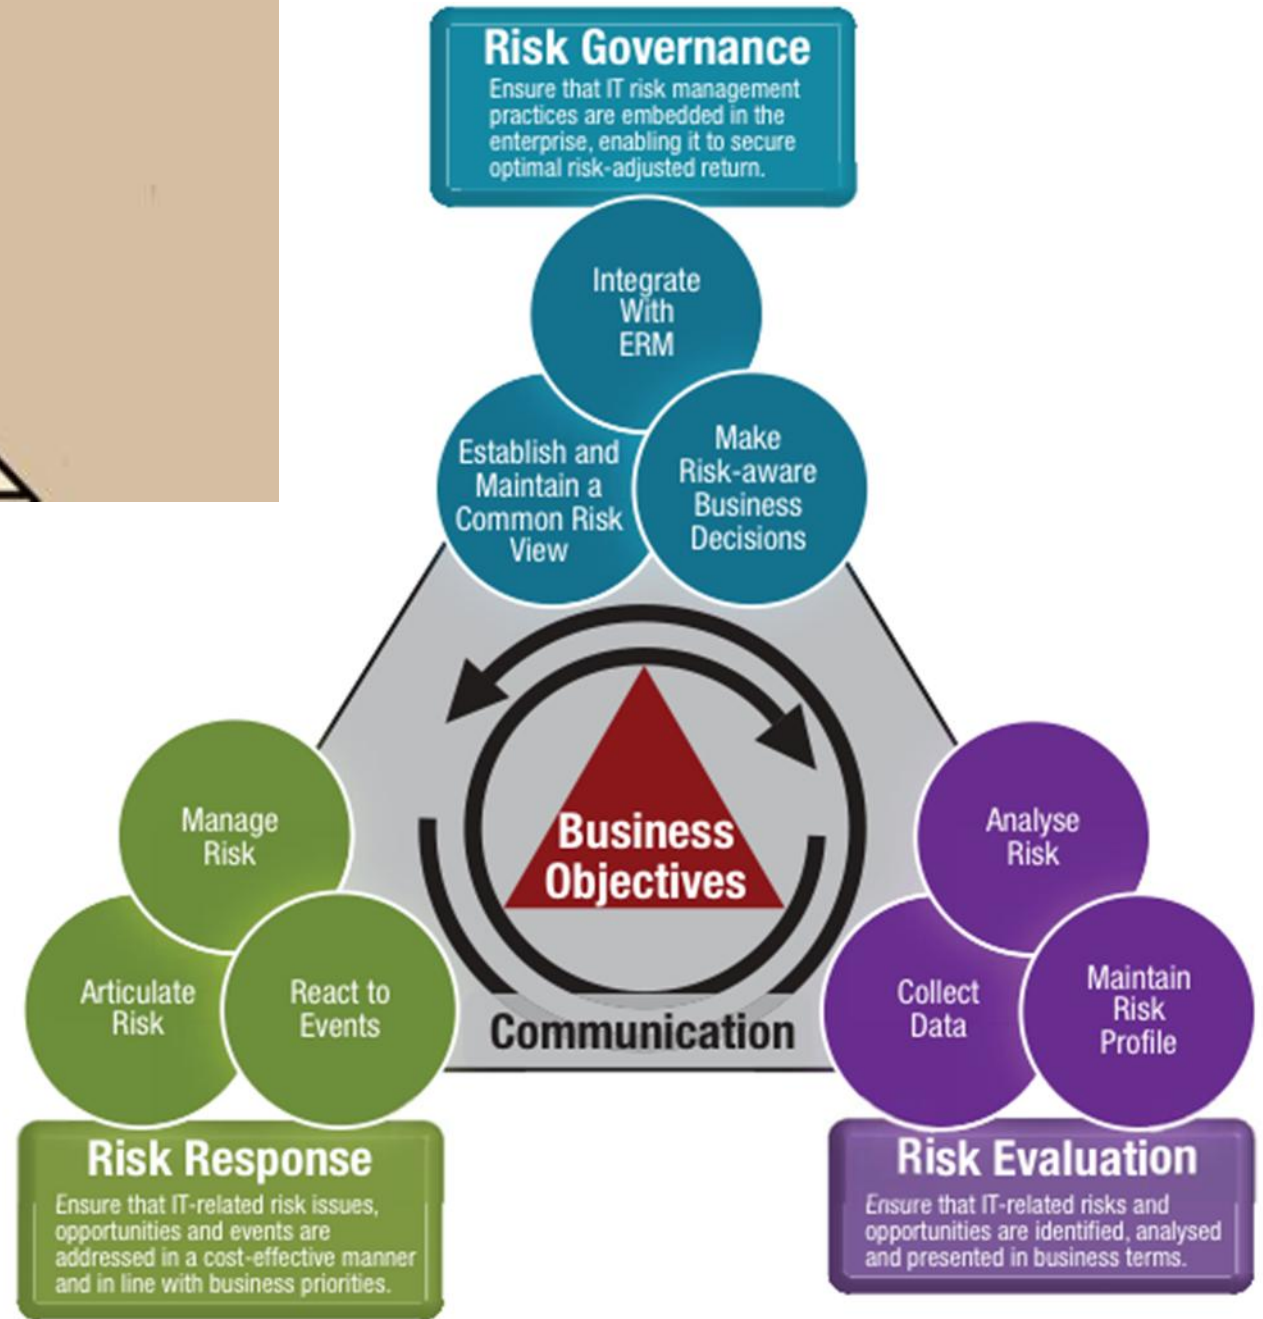 Risk Governance
Ensure that IT risk management
practices are embedded in the
enterprise, enabling it to secure
optimal risk-adjusted return.
Integrate
With
ERM
Establish and
Maintain a
Common Risk
View
Make
Risk-aware
Business
Decisions
Business
Objectives
Communication
Manage
Risk
Articulate
Risk
React to
Events
Risk Response
Ensure that IT-related risk issues,
opportunities and events are
addressed in a cost-effective manner
and in line with business priorities.
Analyse
Risk
Collect
Data
Maintain
Risk
Profile
Risk Evaluation
Ensure that IT-related risks and
opportunities are identified, analysed
and presented in business terms.